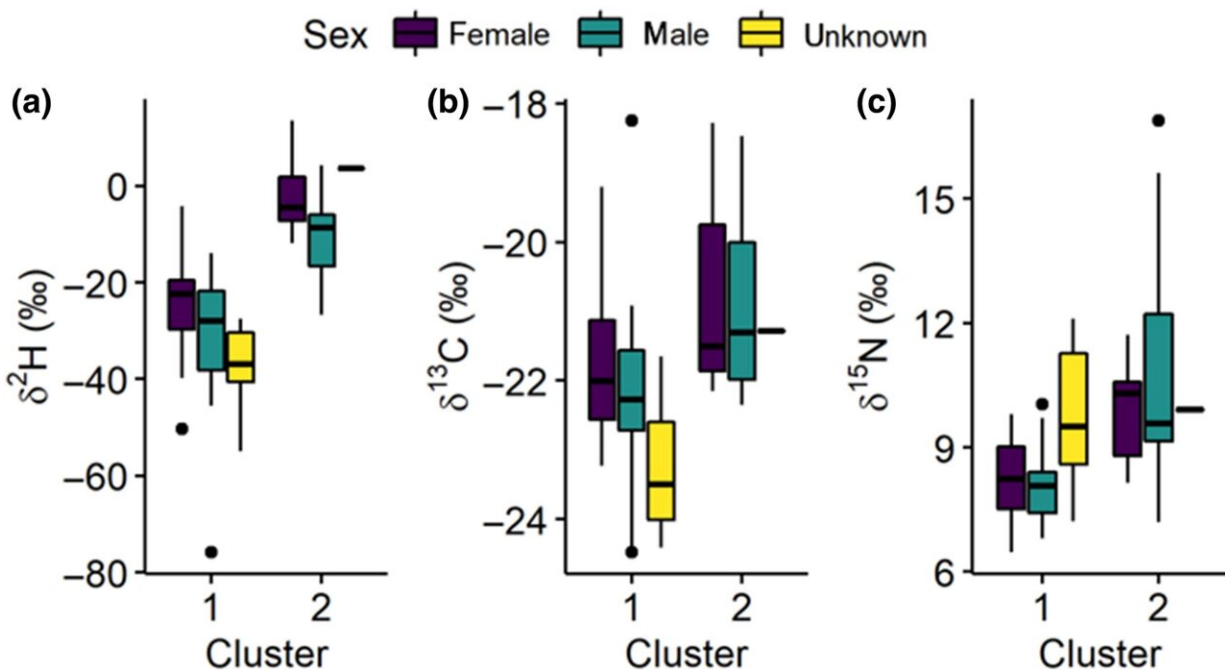 Sex Female Male Unknown
(a) (b) (c)
δ²H (‰)
0
−20
−40
−60
−80
1 2
Cluster
δ¹³C (‰)
−18
−20
−22
−24
1 2
Cluster
δ¹⁵N (‰)
15
12
9
6
1 2
Cluster